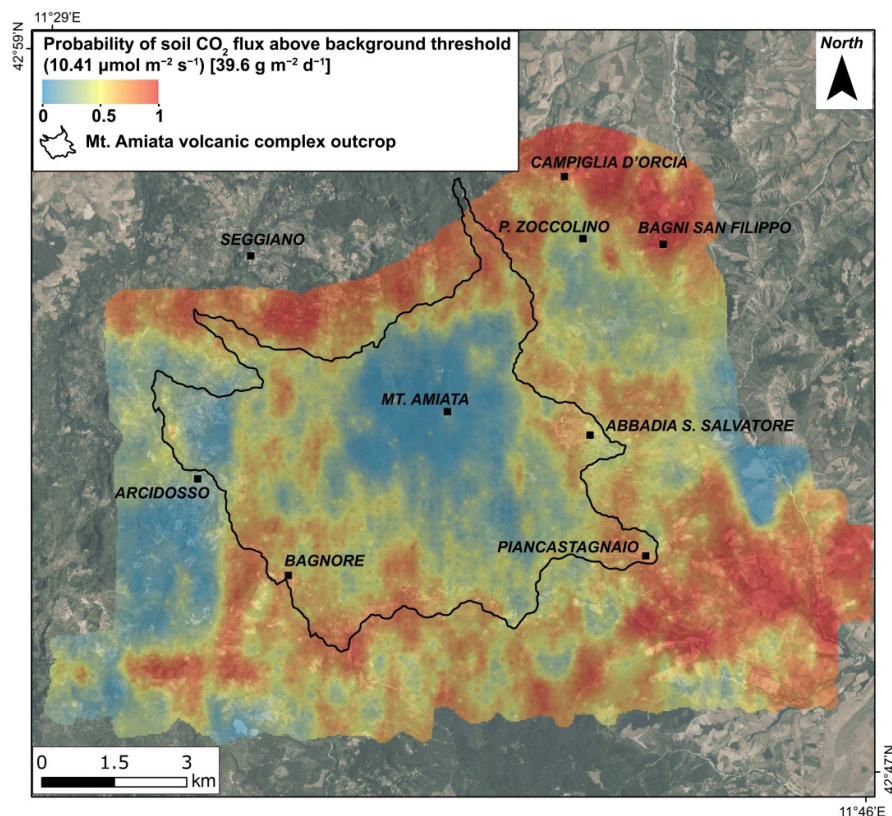 11°29'E
42°59'N
Probability of soil CO₂ flux above background threshold
(10.41 µmol m⁻² s⁻¹) [39.6 g m⁻² d⁻¹]
0 0.5 1
Mt. Amiata volcanic complex outcrop
North
CAMPIGLIA D'ORCIA
P. ZOCCOLINO
BAGNI SAN FILIPPO
SEGGIANO
MT. AMIATA
ABBADIA S. SALVATORE
ARCIDOSSO
PIANCASTAGNAIO
BAGNORE
0 1.5 3
km
42°47'N
11°46'E